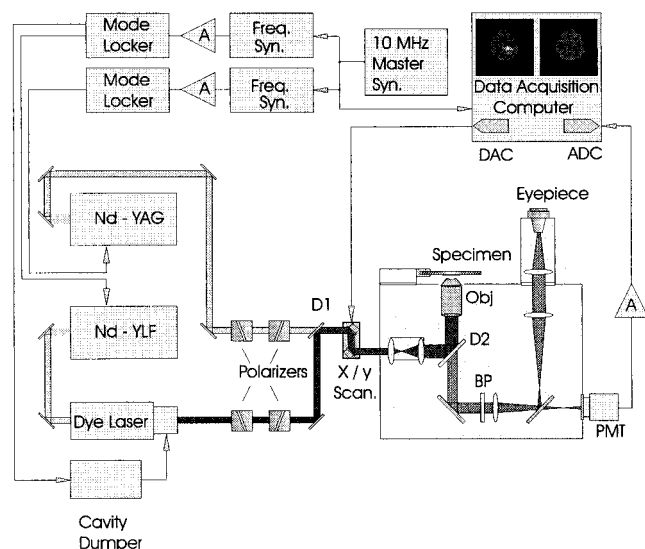 Mode
Locker
A
Freq.
Syn.
10 MHz
Master
Syn.
Mode
Locker
A
Freq.
Syn.
Data Acquisition
Computer
DAC
ADC
Eyepiece
Nd - YAG
Specimen
Obj
A
D1
Nd - YLF
D2
Polarizers
X / y
Scan.
BP
Dye Laser
PMT
Cavity
Dumper